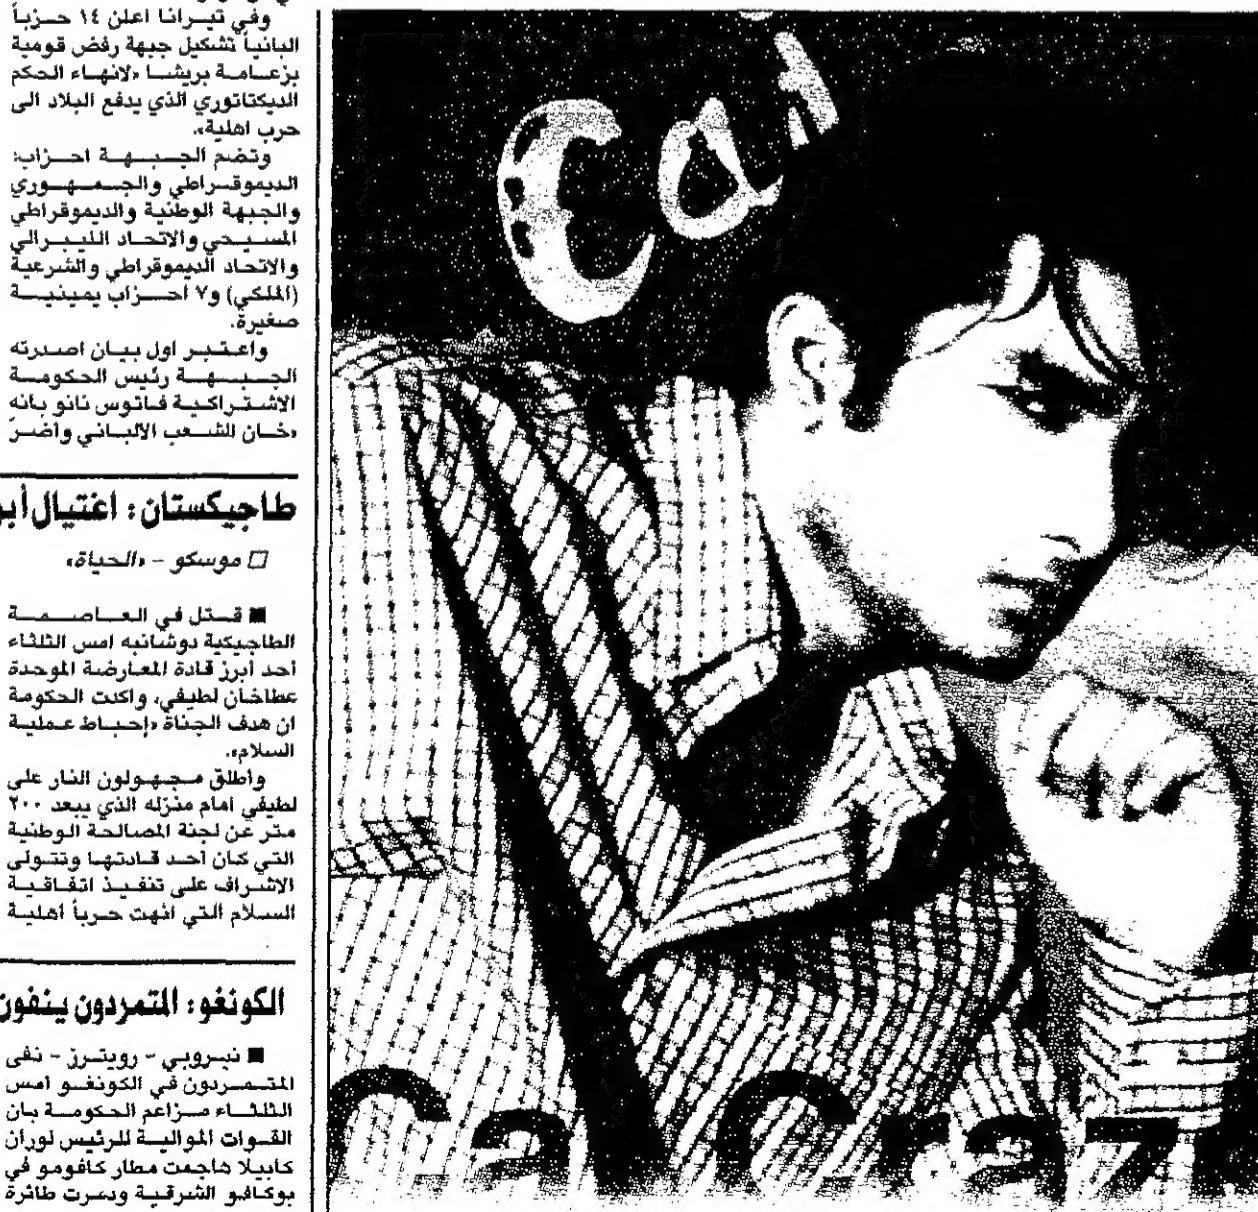 وفي تيرانا اعلن ١٤ حزباً
البانياً تشكيل جبهة رفض قومية
بزعامة بريشا «لانهاء الحكم
الديكتاتوري الذي يدفع البلاد الى
حرب اهلية».
وتضم الجبهة احزاب:
الديموقراطي والجمهوري
والجبهة الوطنية والديموقراطي
المسيحي والاتحاد الليبرالي
والاتحاد الديموقراطي والشرعية
(الملكي) و٧ احزاب يمينية
صغيرة.
واعتبر اول بيان اصدرته
الجبهة رئيس الحكومة
الاشتراكية فاتوس نانو بانه
«خان للشعب الالباني واضرّ
طاجيكستان: اغتيال
□ موسكو - «الحياة»
■ قتل في العاصمة
الطاجيكية دوشانبه امس الثلثاء
أحد أبرز قادة المعارضة الموحدة
عطاخان لطيفي، واكدت الحكومة
ان هدف الجناة «إحباط عملية
السلام».
وأطلق مجهولون النار على
لطيفي امام منزله الذي يبعد ٢٠٠
متر عن لجنة المصالحة الوطنية
التي كان أحد قادتها وتتولى
الاشراف على تنفيذ اتفاقية
السلام التي انهت حرباً أهلية
الكونغو: المتمردون ينفون
■ نيروبي - رويترز - نفى
المتمردون في الكونغو امس
الثلثاء مزاعم الحكومة بان
القوات الموالية للرئيس لوران
كابيلا هاجمت مطار كافومو في
بوكافو الشرقية ودمرت طائرة
Cat